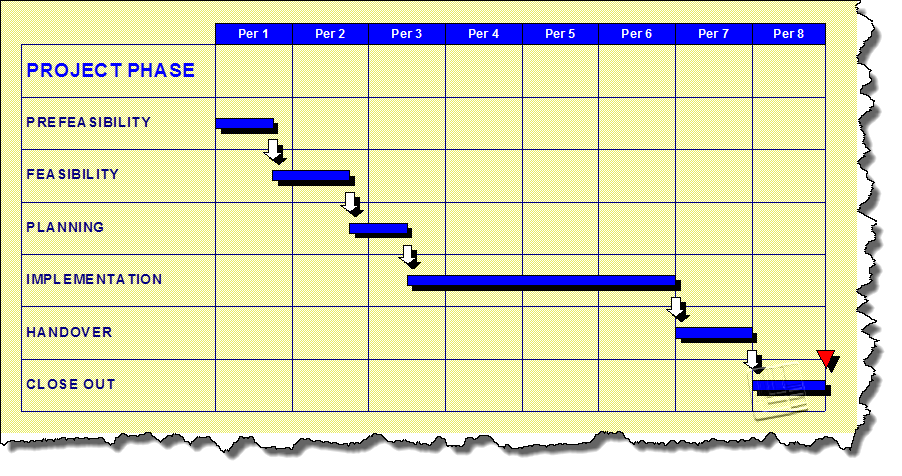 Per 1 Per 2 Per 3 Per 4 Per 5 Per 6 Per 7 Per 8
PROJECT PHASE
PREFEASIBILITY
FEASIBILITY
PLANNING
IMPLEMENTATION
HANDOVER
CLOSE OUT